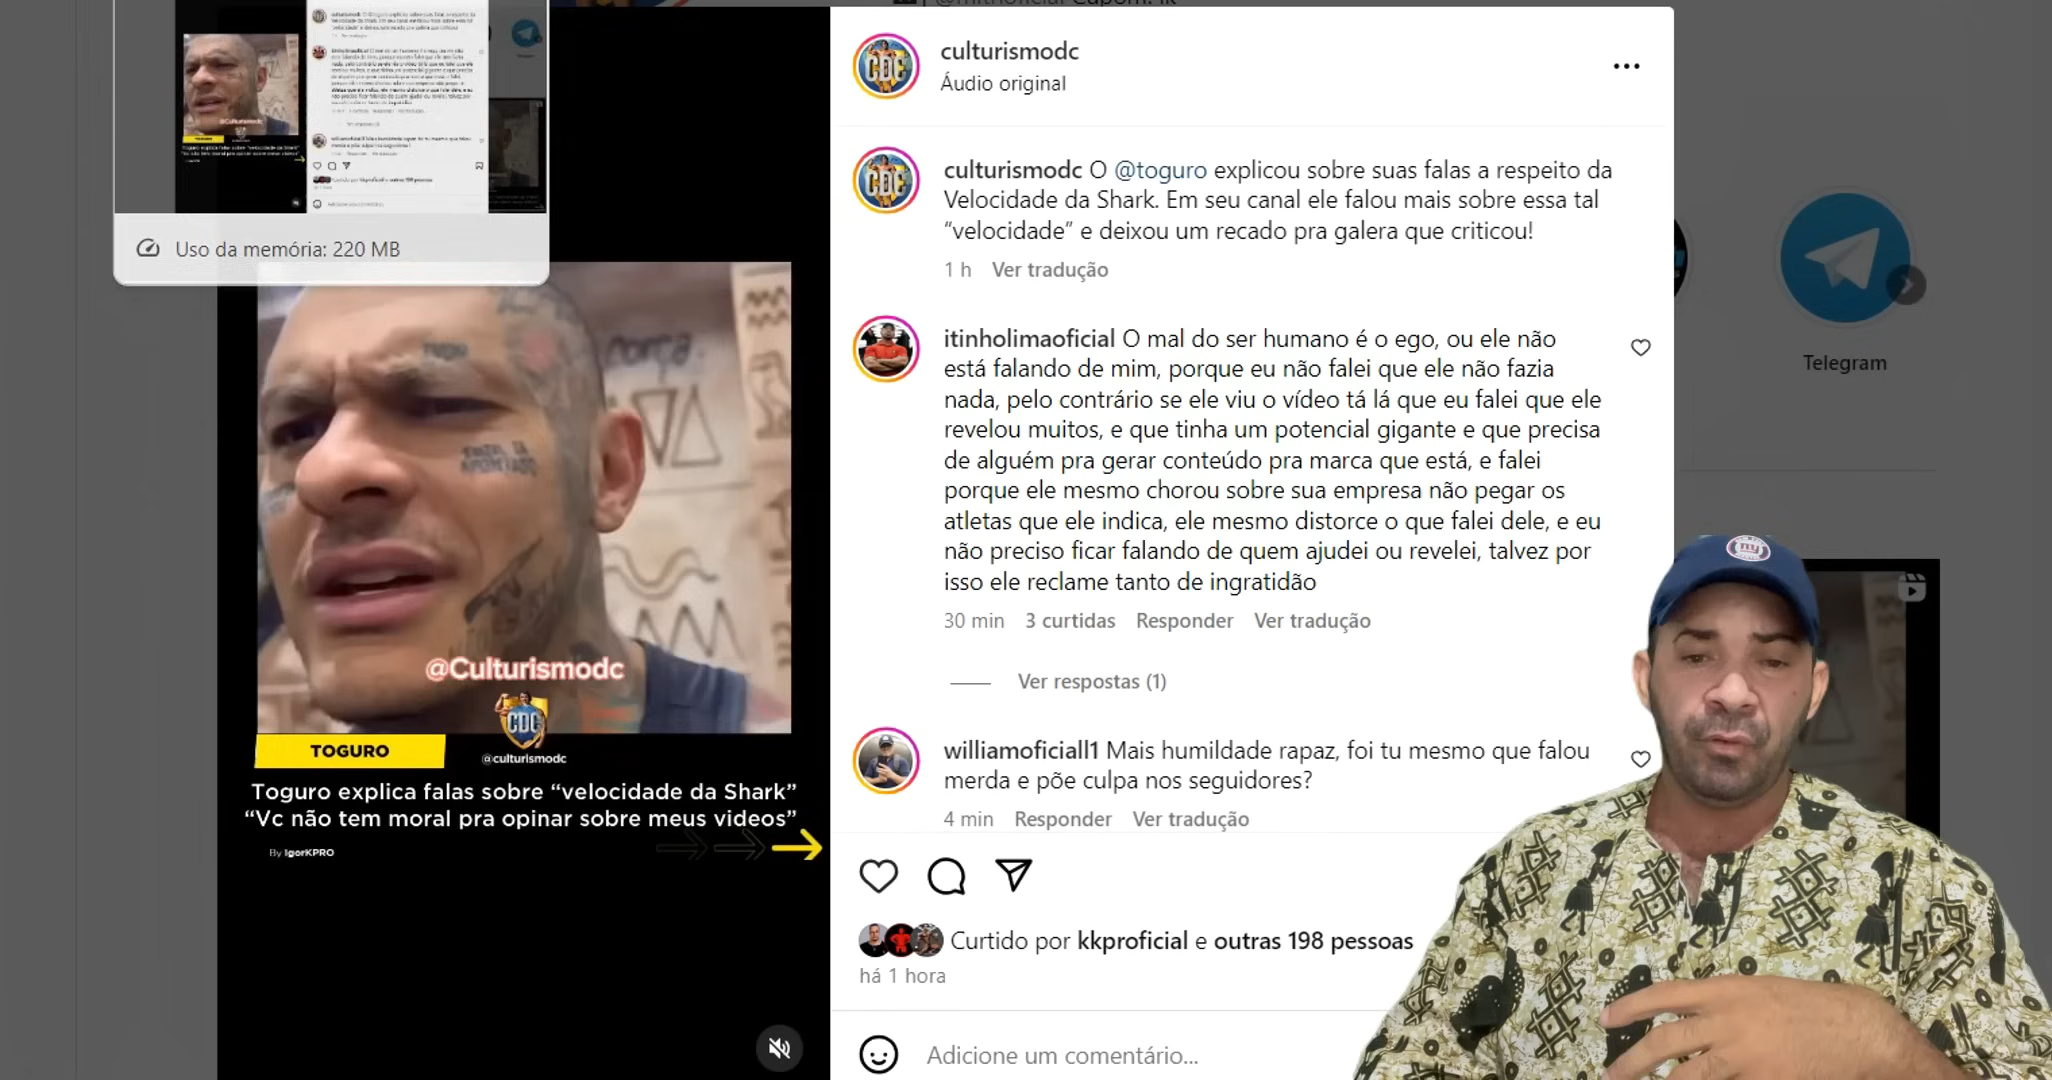 culturismodc
Áudio original
culturismodc O @toguro explicou sobre suas falas a respeito da
Velocidade da Shark. Em seu canal ele falou mais sobre essa tal
“velocidade” e deixou um recado pra galera que criticou!
1 h Ver tradução
itinholimaoficial O mal do ser humano é o ego, ou ele não
está falando de mim, porque eu não falei que ele não fazia
nada, pelo contrário se ele viu o vídeo tá lá que eu falei que ele
revelou muitos, e que tinha um potencial gigante e que precisa
de alguém pra gerar conteúdo pra marca que está, e falei
porque ele mesmo chorou sobre sua empresa não pegar os
atletas que ele indica, ele mesmo distorce o que falei dele, e eu
não preciso ficar falando de quem ajudei ou revelei, talvez por
isso ele reclame tanto de ingratidão
30 min 3 curtidas Responder Ver tradução
Ver respostas (1)
williamoficiall1 Mais humildade rapaz, foi tu mesmo que falou
merda e põe culpa nos seguidores?
4 min Responder Ver tradução
Curtido por kkproficial e outras 198 pessoas
há 1 hora
Adicione um comentário...
Uso da memória: 220 MB
@Culturismodc
CDC
TOGURO
@culturismodc
Toguro explica falas sobre “velocidade da Shark”
“Vc não tem moral pra opinar sobre meus videos”
By IgorKPRO
Telegram